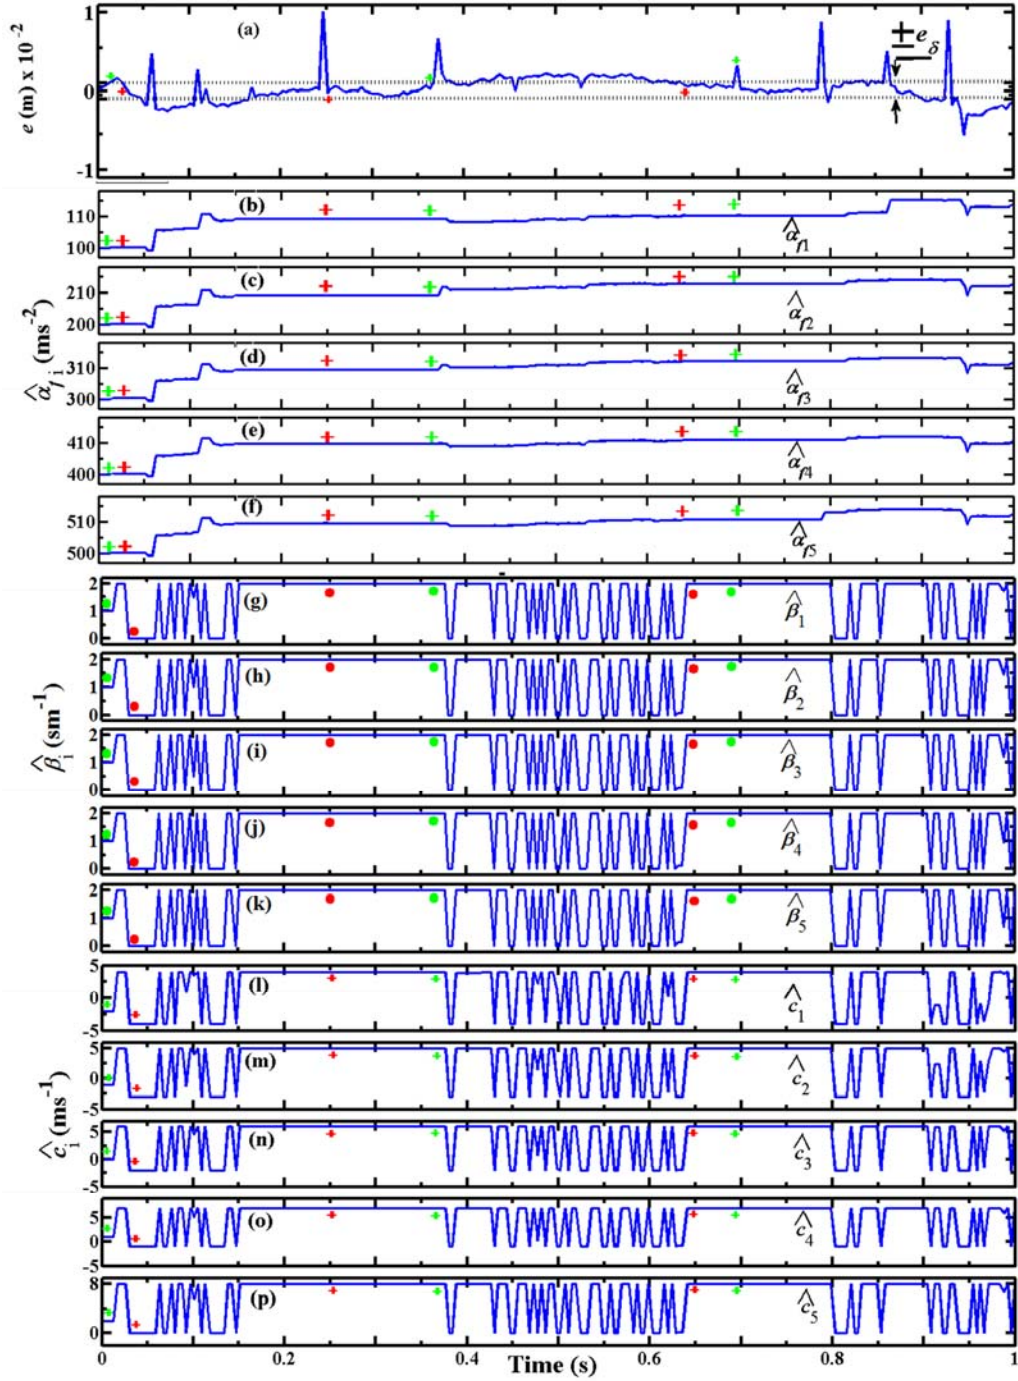 e (m) x 10⁻²
1
0
-1
(a)
± e_δ
α̂_fi (ms⁻²)
110
100
(b)
α̂_f1
210
200
(c)
α̂_f2
310
300
(d)
α̂_f3
410
400
(e)
α̂_f4
510
500
(f)
α̂_f5
β̂_i (sm⁻¹)
2
1
0
(g)
β̂_1
2
1
0
(h)
β̂_2
2
1
0
(i)
β̂_3
2
1
0
(j)
β̂_4
2
1
0
(k)
β̂_5
ĉ_i (ms⁻¹)
5
0
-5
(l)
ĉ_1
5
0
-5
(m)
ĉ_2
5
0
-5
(n)
ĉ_3
5
0
-5
(o)
ĉ_4
8
0
(p)
ĉ_5
0 0.2 0.4 0.6 0.8 1
Time (s)